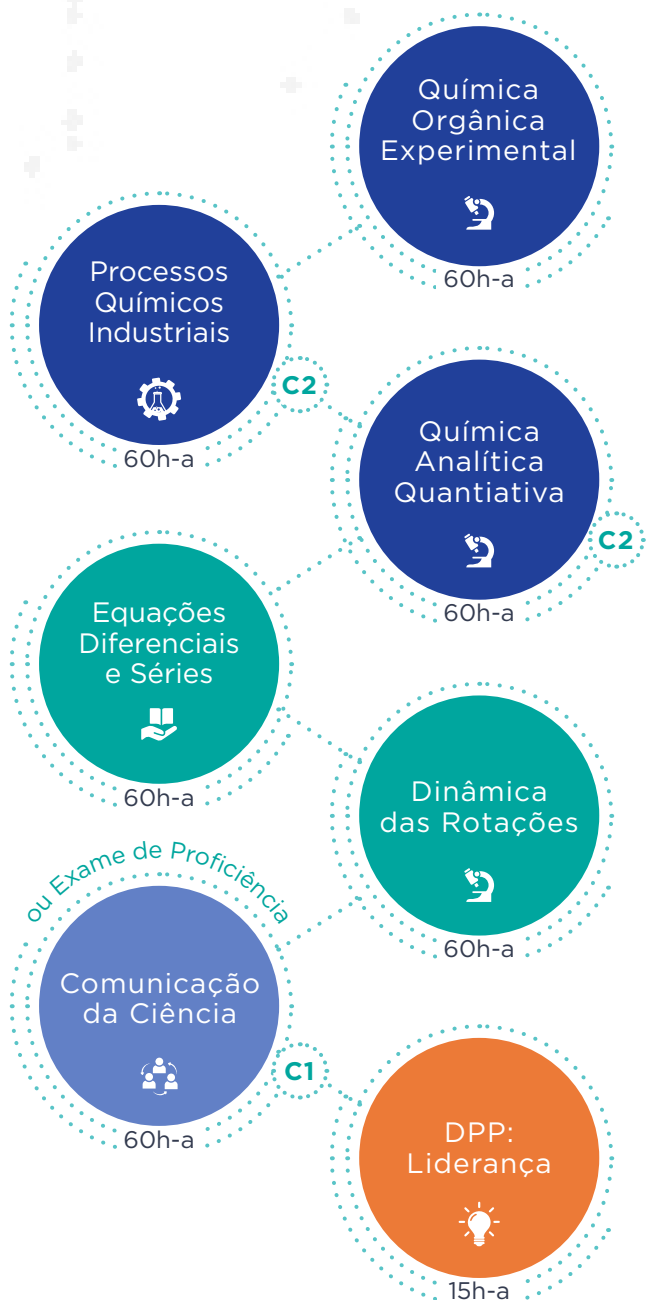 Química
Orgânica
Experimental
60h-a
Processos
Químicos
Industriais
C2
60h-a
Química
Analítica
Quantiativa
C2
60h-a
Equações
Diferenciais
e Séries
60h-a
Dinâmica
das Rotações
60h-a
ou Exame de Proficiência
Comunicação
da Ciência
C1
60h-a
DPP:
Liderança
15h-a